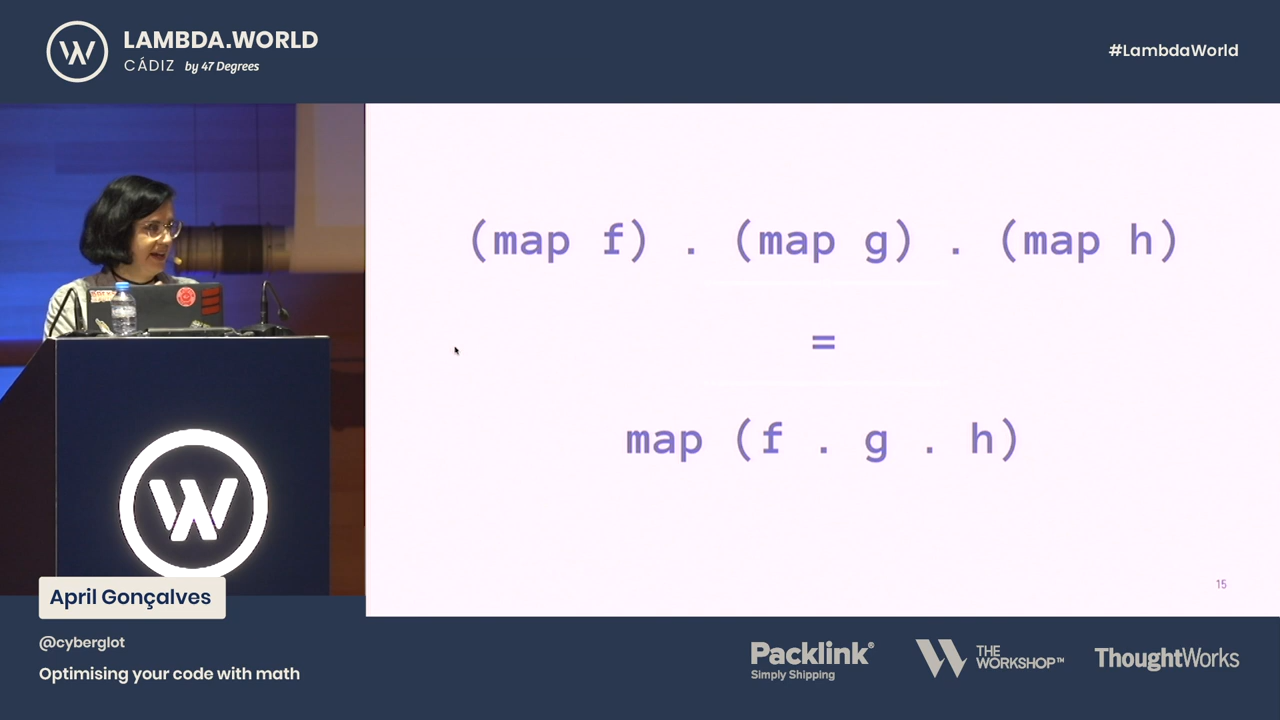 LAMBDA.WORLD
CÁDIZ by 47 Degrees
#LambdaWorld
(map f) . (map g) . (map h)
=
map (f . g . h)
15
April Gonçalves
@cyberglot
Optimising your code with math
Packlink®
Simply Shipping
THE
WORKSHOP™
ThoughtWorks